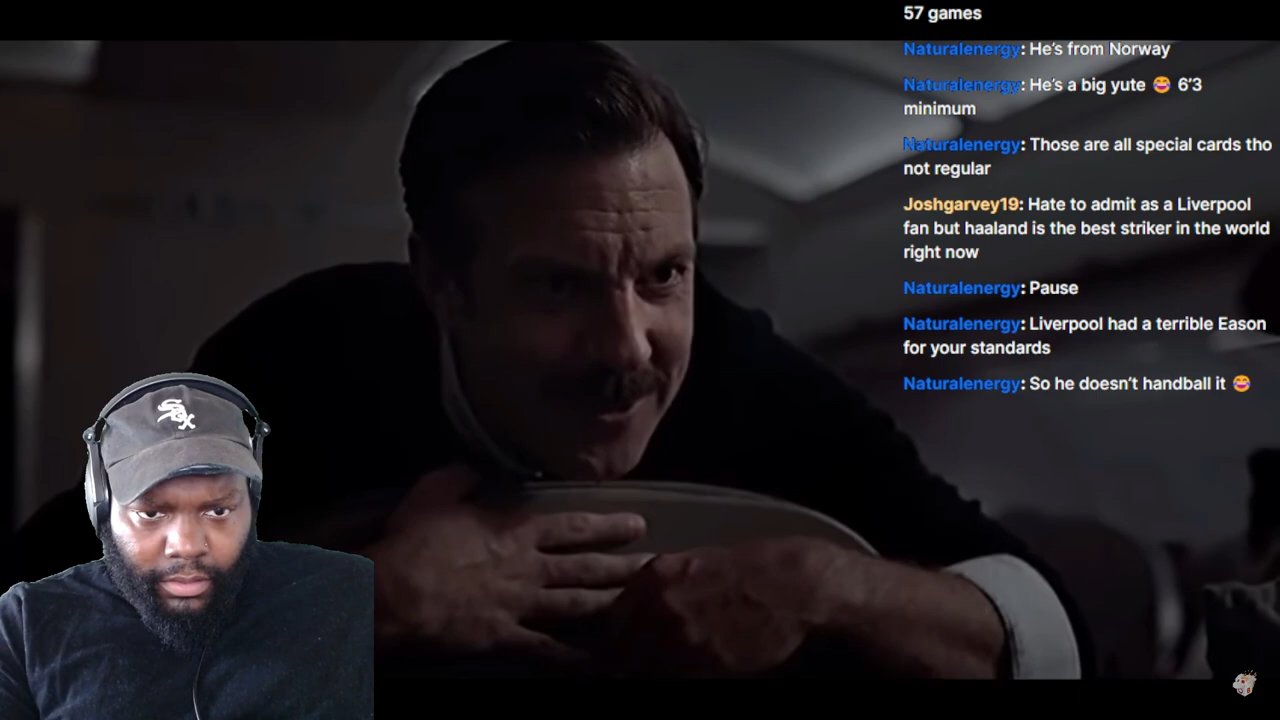 57 games
Naturalenergy: He's from Norway
Naturalenergy: He's a big yute 😂 6'3
minimum
Naturalenergy: Those are all special cards tho
not regular
Joshgarvey19: Hate to admit as a Liverpool
fan but haaland is the best striker in the world
right now
Naturalenergy: Pause
Naturalenergy: Liverpool had a terrible Eason
for your standards
Naturalenergy: So he doesn't handball it 😂
Sox